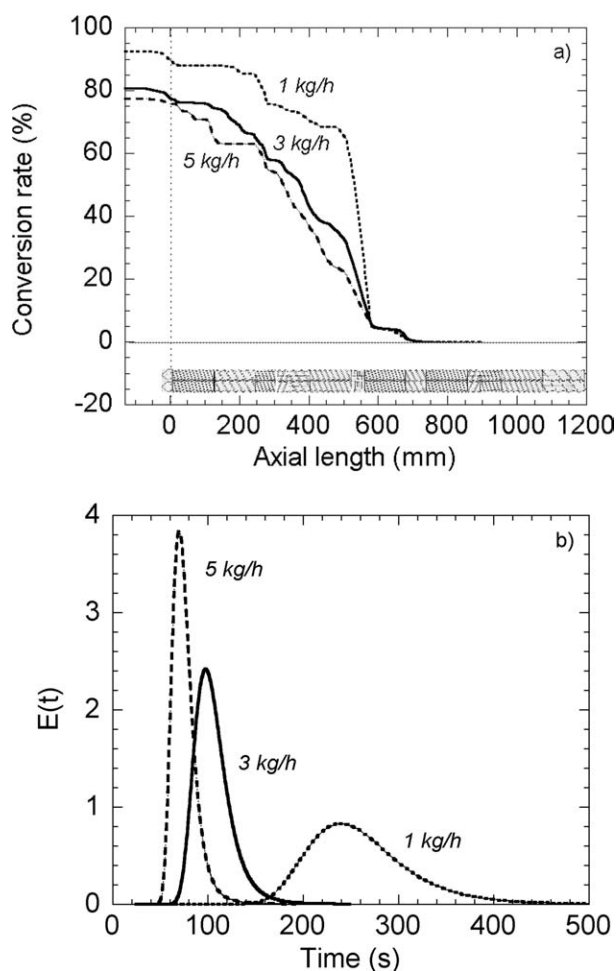 a)
100
80
60
40
20
0
-20
Conversion rate (%)
1 kg/h
3 kg/h
5 kg/h
0 200 400 600 800 1000 1200
Axial length (mm)
b)
4
3
2
1
0
E(t)
5 kg/h
3 kg/h
1 kg/h
0 100 200 300 400 500
Time (s)